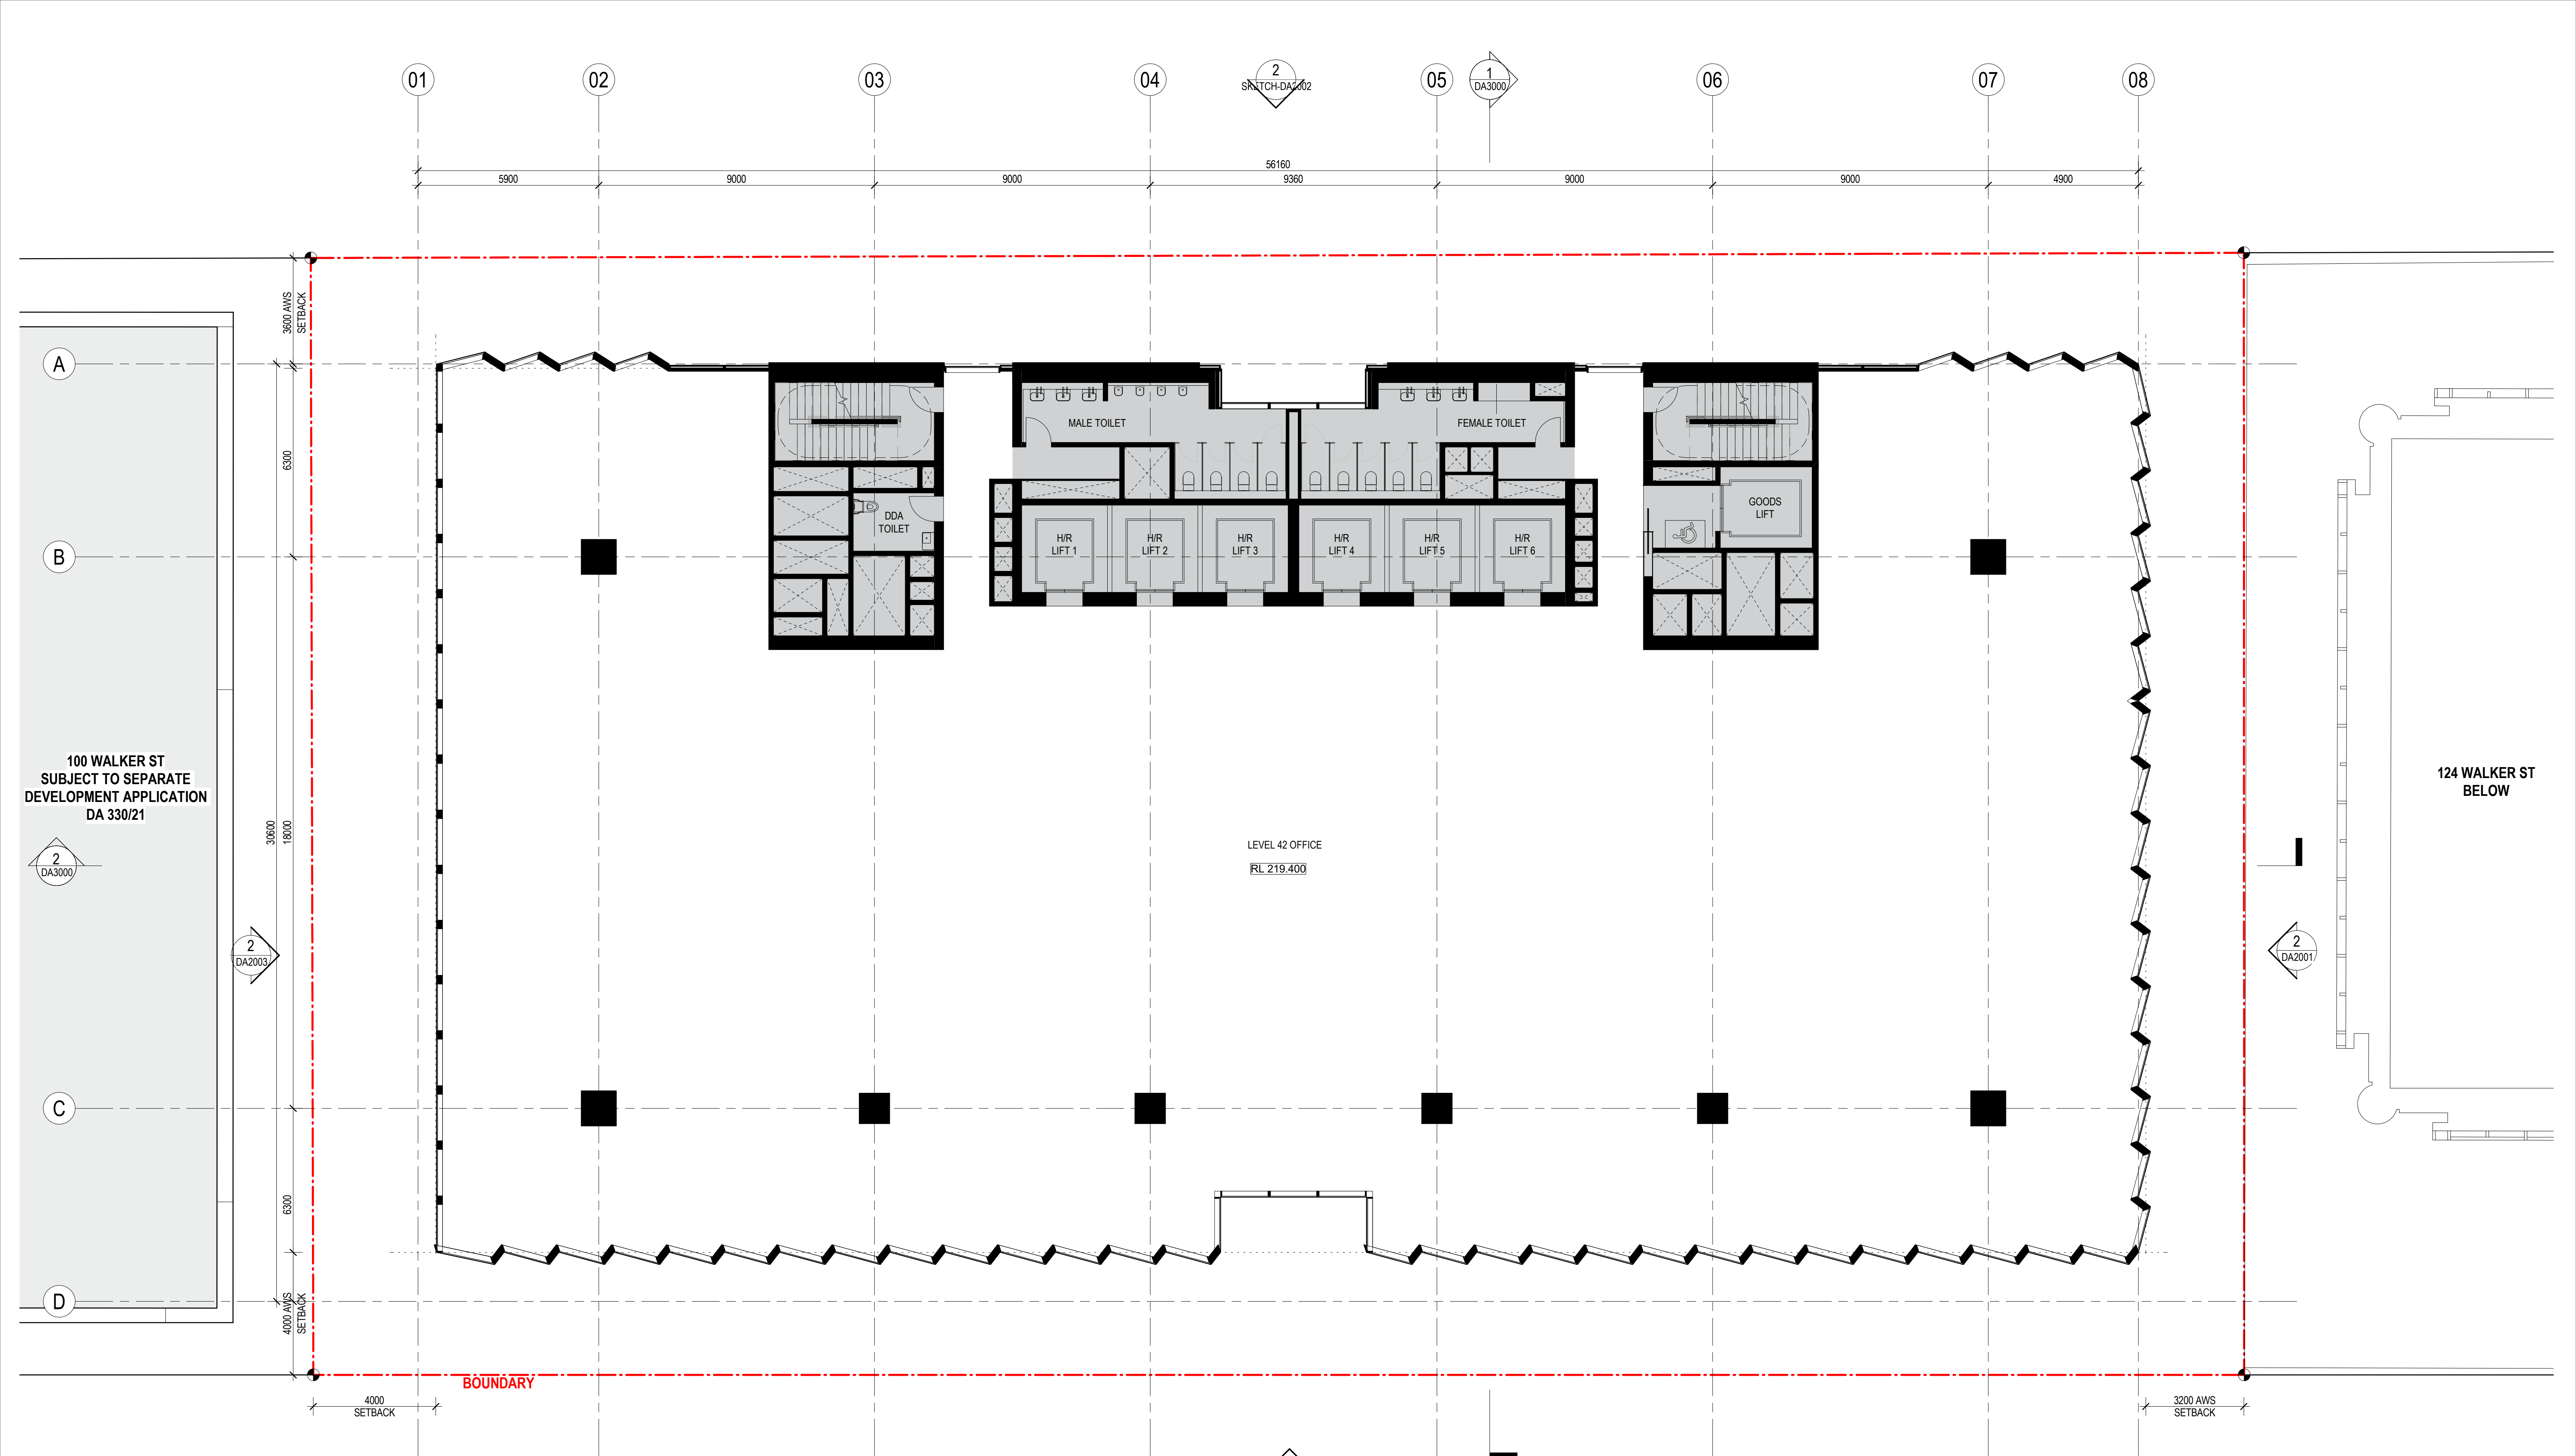 01
02
03
04
2
SKETCH-DA2002
05
1
DA3000
06
07
08
56160
5900
9000
9000
9360
9000
9000
4900
3600 AWS
SETBACK
A
6300
MALE TOILET
FEMALE TOILET
DDA
TOILET
GOODS
LIFT
B
H/R
LIFT 1
H/R
LIFT 2
H/R
LIFT 3
H/R
LIFT 4
H/R
LIFT 5
H/R
LIFT 6
100 WALKER ST
SUBJECT TO SEPARATE
DEVELOPMENT APPLICATION
DA 330/21
124 WALKER ST
BELOW
30600
18000
LEVEL 42 OFFICE
RL 219.400
2
DA3000
2
DA2003
2
DA2001
C
6300
D
4000 AWS
SETBACK
BOUNDARY
4000
SETBACK
3200 AWS
SETBACK